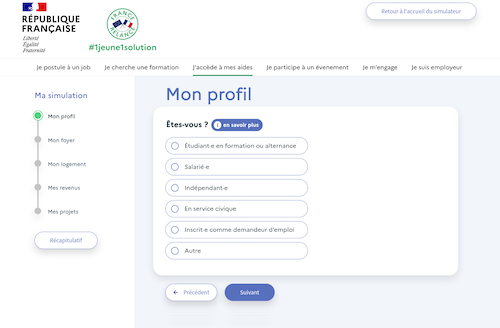 RÉPUBLIQUE
FRANÇAISE
Liberté
Égalité
Fraternité
FRANCE
RELANCE
#1jeune1solution
Retour à l'accueil du simulateur
Je postule à un job
Je cherche une formation
J'accède à mes aides
Je participe à un événement
Je m'engage
Je suis employeur
Ma simulation
Mon profil
Mon foyer
Mon logement
Mes revenus
Mes projets
Récapitulatif
Mon profil
Êtes-vous ?
i en savoir plus
Étudiant·e en formation ou alternance
Salarié·e
Indépendant·e
En service civique
Inscrit·e comme demandeur d'emploi
Autre
← Précédent
Suivant